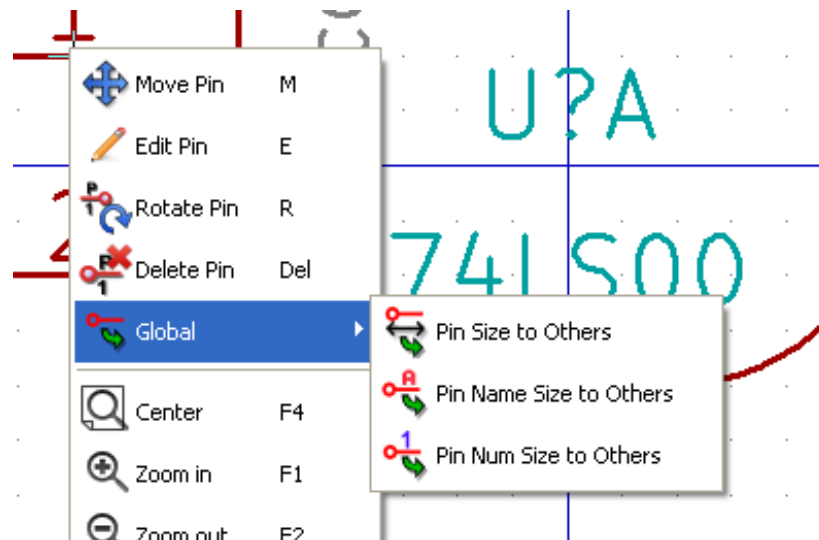 U?A
74LS00
2
Move Pin M
Edit Pin E
Rotate Pin R
Delete Pin Del
Global
Pin Size to Others
Pin Name Size to Others
Pin Num Size to Others
Center F4
Zoom in F1
Zoom out F2